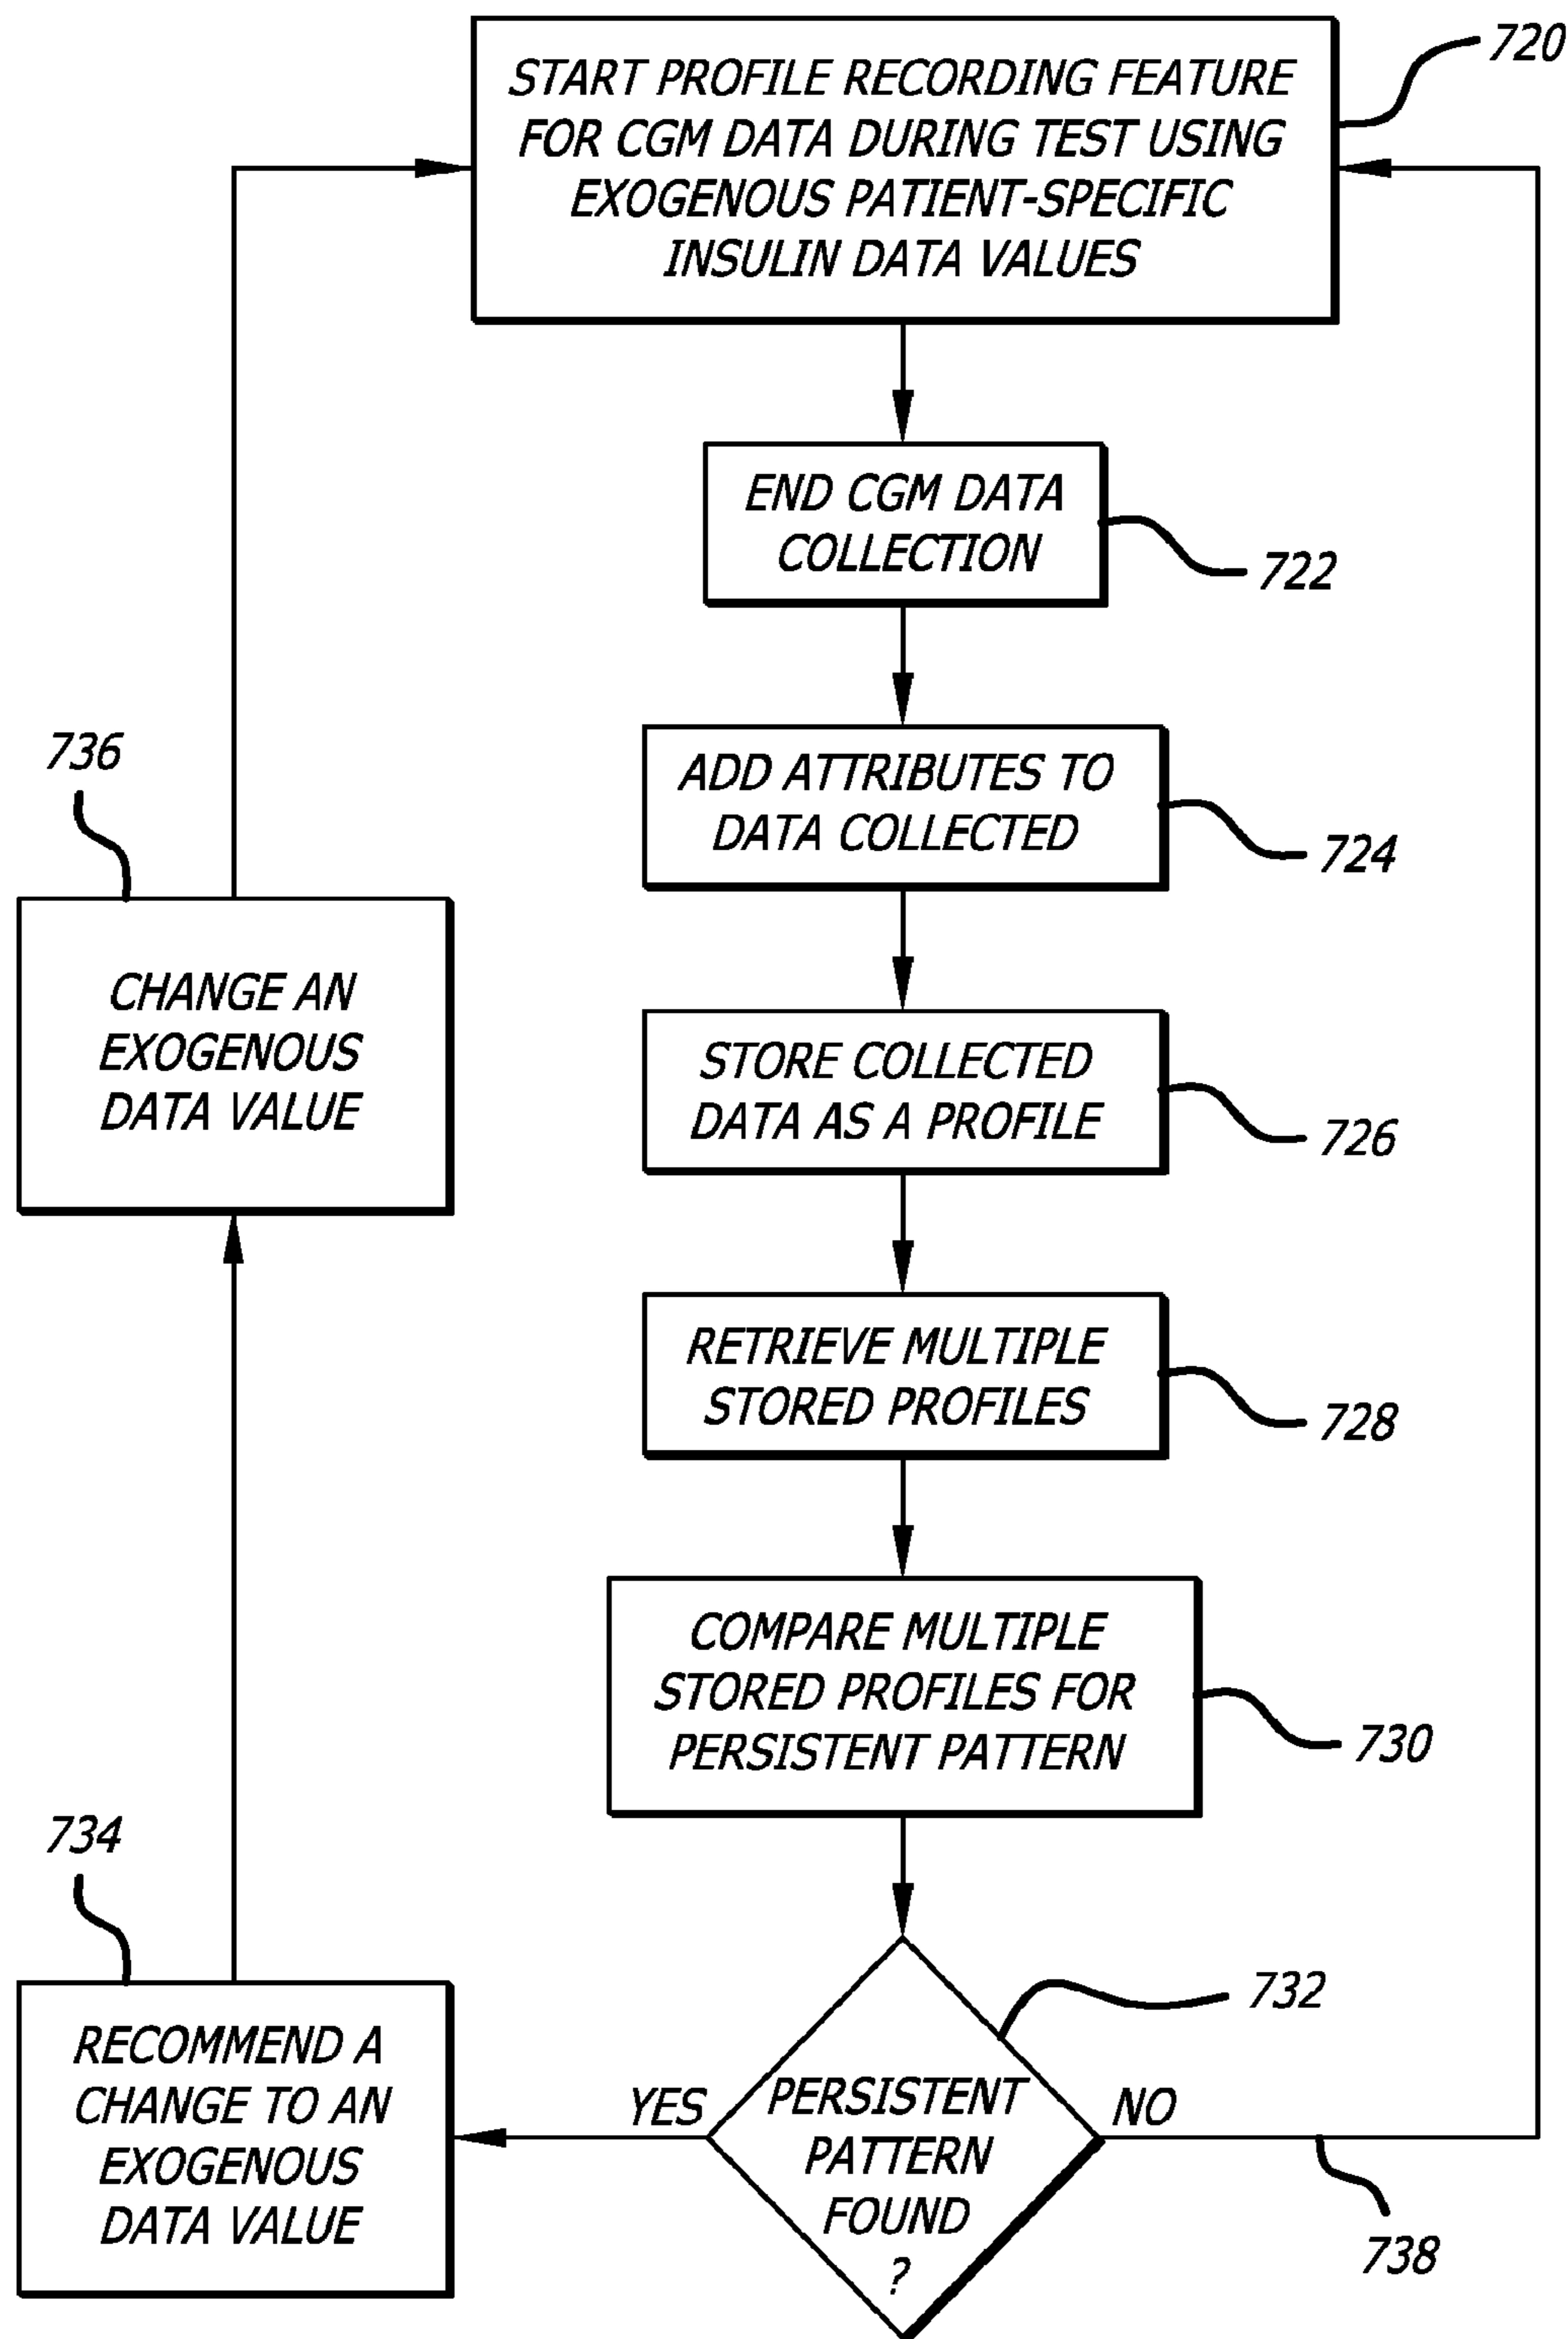 START PROFILE RECORDING FEATURE
FOR CGM DATA DURING TEST USING
EXOGENOUS PATIENT-SPECIFIC
INSULIN DATA VALUES
720
END CGM DATA
COLLECTION
722
ADD ATTRIBUTES TO
DATA COLLECTED
724
736
CHANGE AN
EXOGENOUS
DATA VALUE
STORE COLLECTED
DATA AS A PROFILE
726
RETRIEVE MULTIPLE
STORED PROFILES
728
COMPARE MULTIPLE
STORED PROFILES FOR
PERSISTENT PATTERN
730
734
RECOMMEND A
CHANGE TO AN
EXOGENOUS
DATA VALUE
YES
PERSISTENT
PATTERN
FOUND
?
732
NO
738